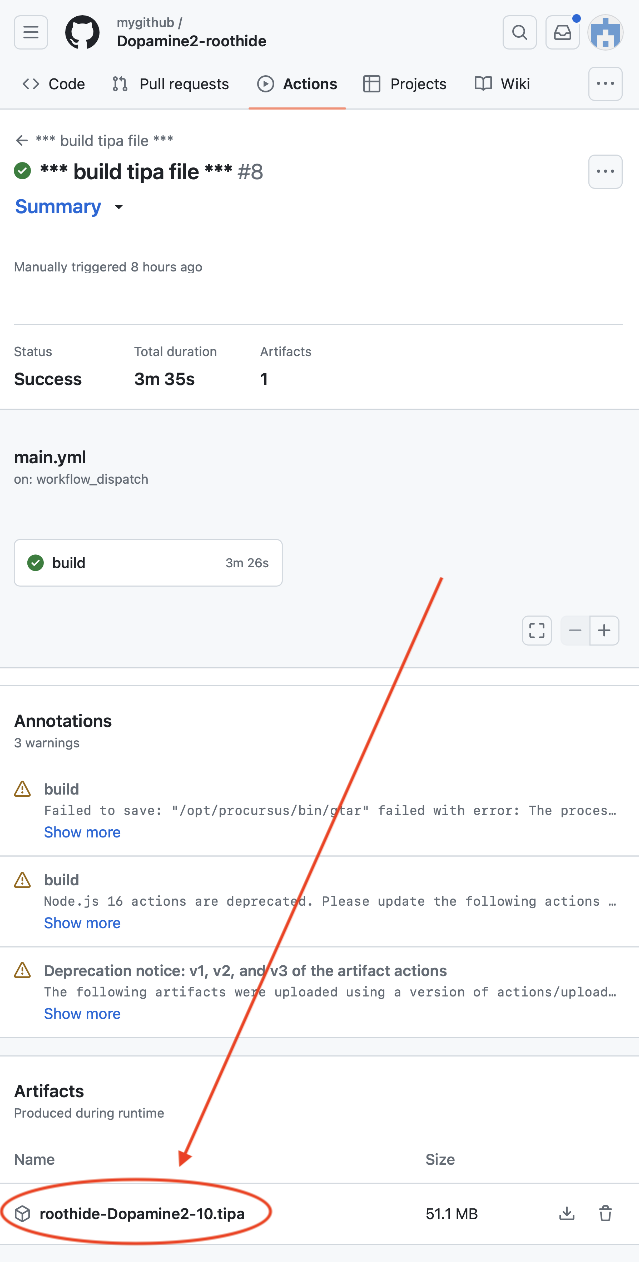 mygithub /
Dopamine2-roothide
Code Pull requests Actions Projects Wiki
← *** build tipa file ***
*** build tipa file *** #8
Summary
Manually triggered 8 hours ago
Status Total duration Artifacts
Success 3m 35s 1
main.yml
on: workflow_dispatch
build 3m 26s
Annotations
3 warnings
build
Failed to save: "/opt/procursus/bin/gtar" failed with error: The proces…
Show more
build
Node.js 16 actions are deprecated. Please update the following actions …
Show more
Deprecation notice: v1, v2, and v3 of the artifact actions
The following artifacts were uploaded using a version of actions/upload…
Show more
Artifacts
Produced during runtime
Name Size
roothide-Dopamine2-10.tipa 51.1 MB